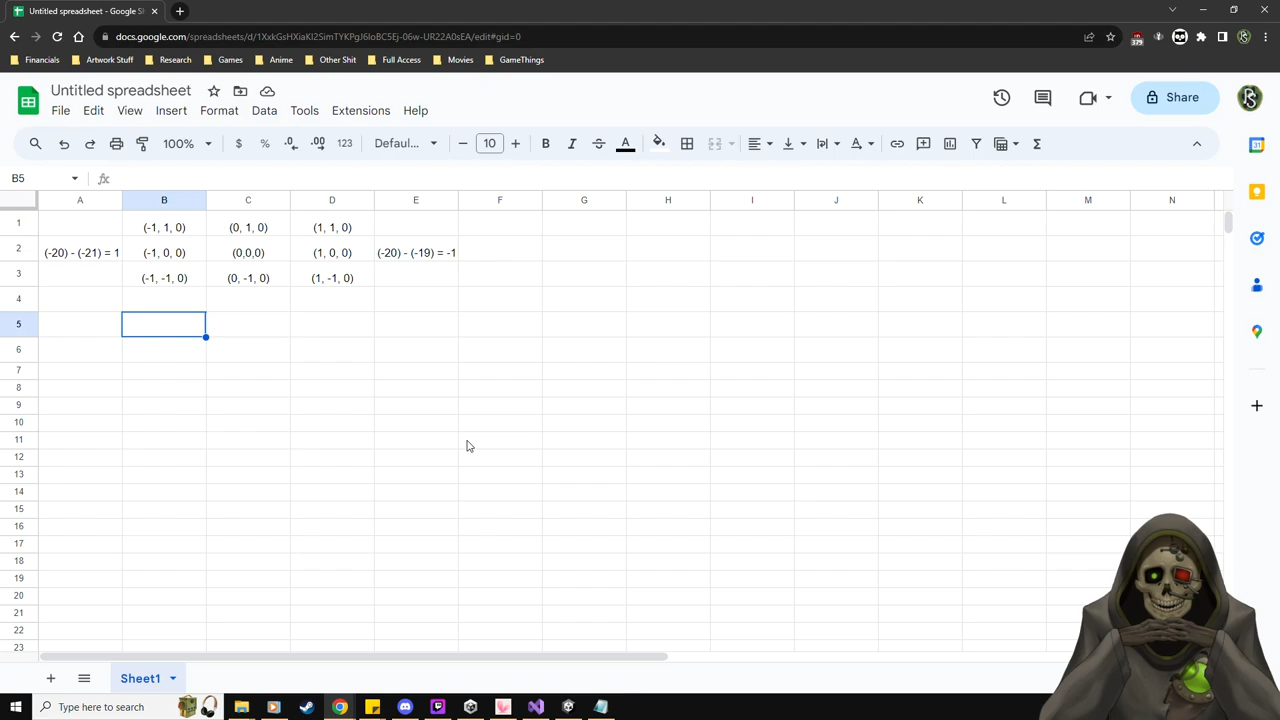 Untitled spreadsheet - Google Sh
docs.google.com/spreadsheets/d/1XxkGsHXiaKl2SimTYKPgJ6loBC5Ej-06w-UR22A0sEA/edit#gid=0
379
Financials Artwork Stuff Research Games Anime Other Shit Full Access Movies GameThings
Untitled spreadsheet
File Edit View Insert Format Data Tools Extensions Help
Share
31
100% $ % .0 .00 123 Defaul... 10 B I S A
B5 fx
A B C D E F G H I J K L M N
1 (-1, 1, 0) (0, 1, 0) (1, 1, 0)
2 (-20) - (-21) = 1 (-1, 0, 0) (0,0,0) (1, 0, 0) (-20) - (-19) = -1
3 (-1, -1, 0) (0, -1, 0) (1, -1, 0)
4
5
6
7
8
9
10
11
12
13
14
15
16
17
18
19
20
21
22
23
Sheet1
Type here to search